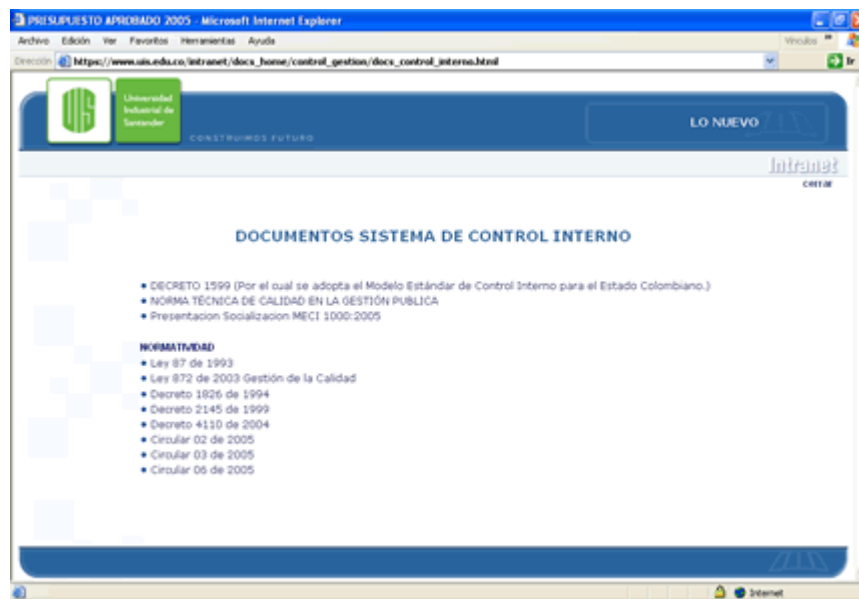 PRESUPUESTO APROBADO 2005 - Microsoft Internet Explorer
Archivo Edición Ver Favoritos Herramientas Ayuda
Vínculos »
Dirección https://www.uis.edu.co/intranet/docs_home/control_gestion/docs_control_interno.html Ir
Universidad
Industrial de
Santander
CONSTRUIMOS FUTURO
LO NUEVO
Intranet
cerrar
DOCUMENTOS SISTEMA DE CONTROL INTERNO
• DECRETO 1599 (Por el cual se adopta el Modelo Estándar de Control Interno para el Estado Colombiano.)
• NORMA TÉCNICA DE CALIDAD EN LA GESTIÓN PUBLICA
• Presentacion Socializacion MECI 1000:2005
NORMATIVIDAD
• Ley 87 de 1993
• Ley 872 de 2003 Gestión de la Calidad
• Decreto 1826 de 1994
• Decreto 2145 de 1999
• Decreto 4110 de 2004
• Circular 02 de 2005
• Circular 03 de 2005
• Circular 06 de 2005
Internet